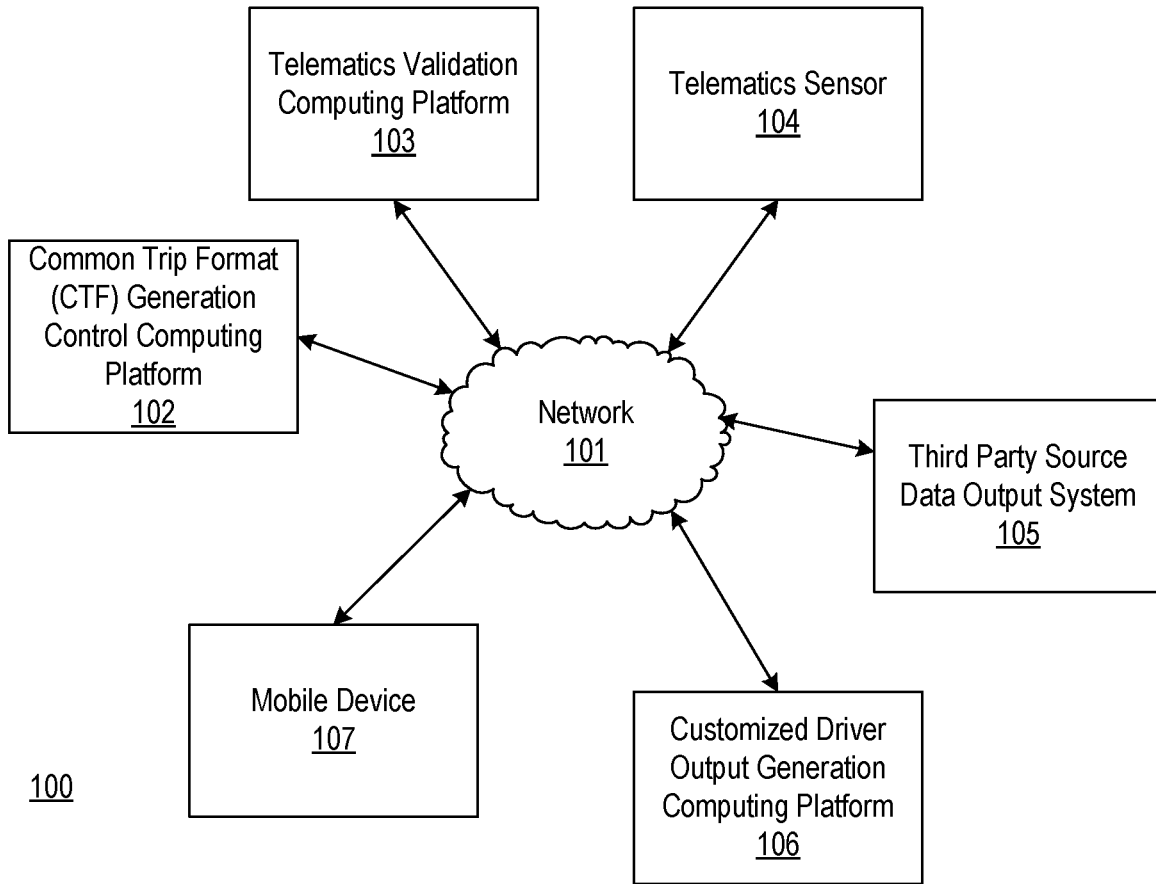 Telematics Validation
Computing Platform
103
Telematics Sensor
104
Common Trip Format
(CTF) Generation
Control Computing
Platform
102
Network
101
Third Party Source
Data Output System
105
Mobile Device
107
Customized Driver
Output Generation
Computing Platform
106
100